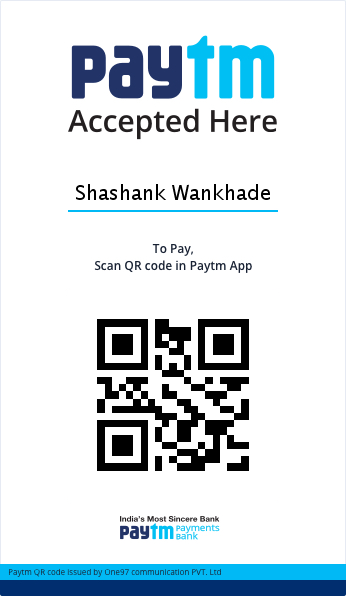 paytm
Accepted Here
Shashank Wankhade
To Pay,
Scan QR code in Paytm App
India's Most Sincere Bank
paytm payments bank
Paytm QR code issued by One97 communication PVT. Ltd